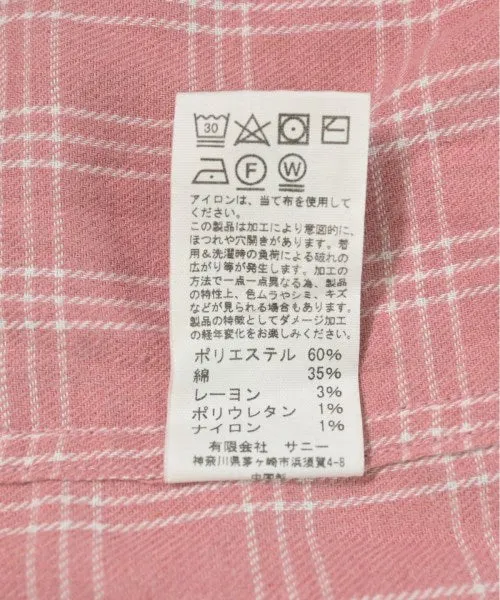 30
F W
アイロンは、当て布を使用して
ください。
この製品は加工により意図的に、
ほつれや穴開きがあります。着
用&洗濯時の負荷による破れの
広がり等が発生します。加工の
方法で一点一点異なる為、製品
の特性上、色ムラやシミ、キズ
などが見られる場合もあります。
製品の特徴としてダメージ加工
の経年変化をお楽しみください。
ポリエステル 60%
綿 35%
レーヨン 3%
ポリウレタン 1%
ナイロン 1%
有限会社 サニー
神奈川県茅ヶ崎市浜須賀4-8
中国製